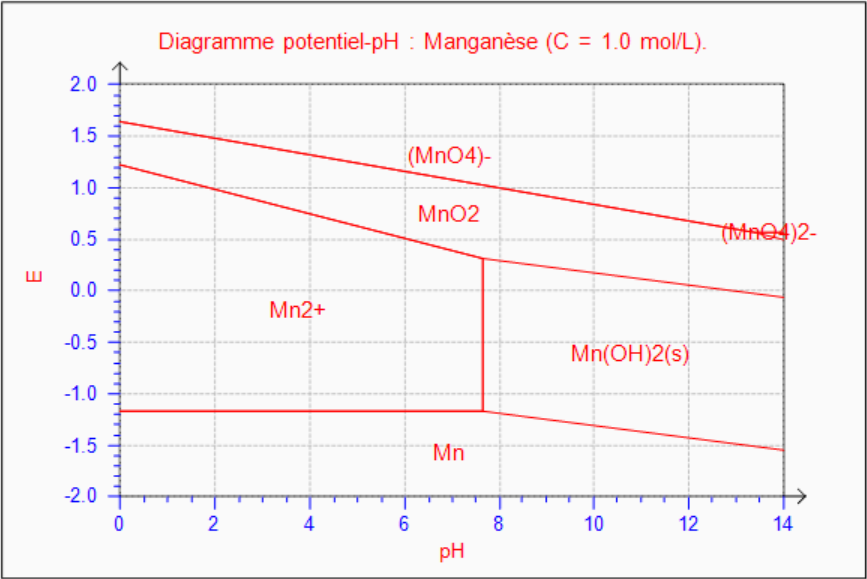 Diagramme potentiel-pH : Manganèse (C = 1.0 mol/L).
2.0
1.5
(MnO4)-
1.0
MnO2
0.5
(MnO4)2-
E
0.0
Mn2+
-0.5
Mn(OH)2(s)
-1.0
-1.5
Mn
-2.0
0 2 4 6 8 10 12 14
pH